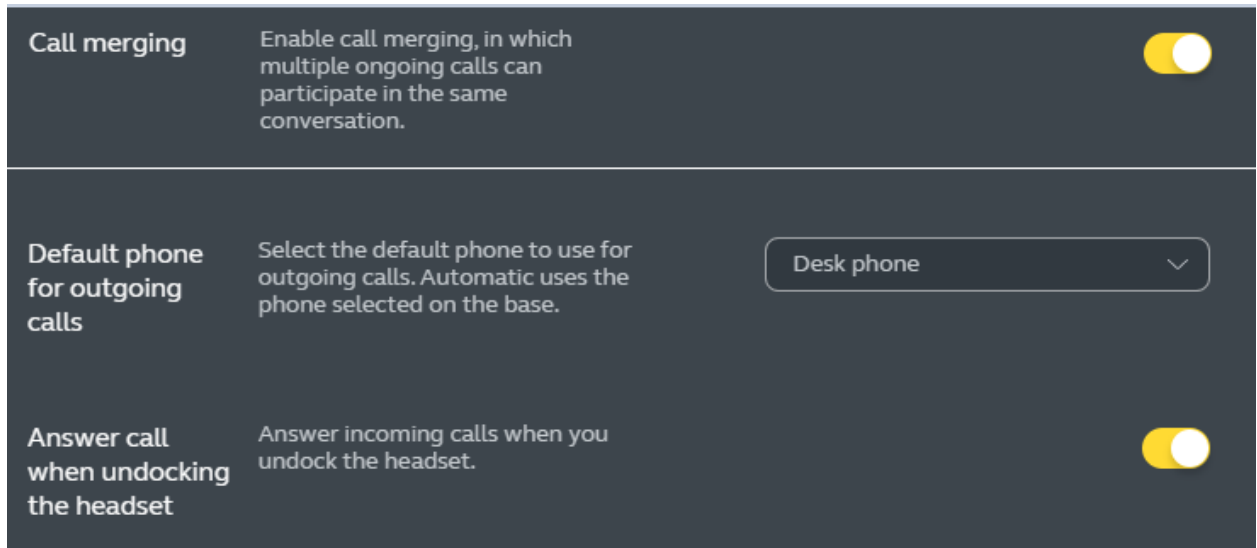 Call merging
Enable call merging, in which
multiple ongoing calls can
participate in the same
conversation.
Default phone
for outgoing
calls
Select the default phone to use for
outgoing calls. Automatic uses the
phone selected on the base.
Desk phone
Answer call
when undocking
the headset
Answer incoming calls when you
undock the headset.